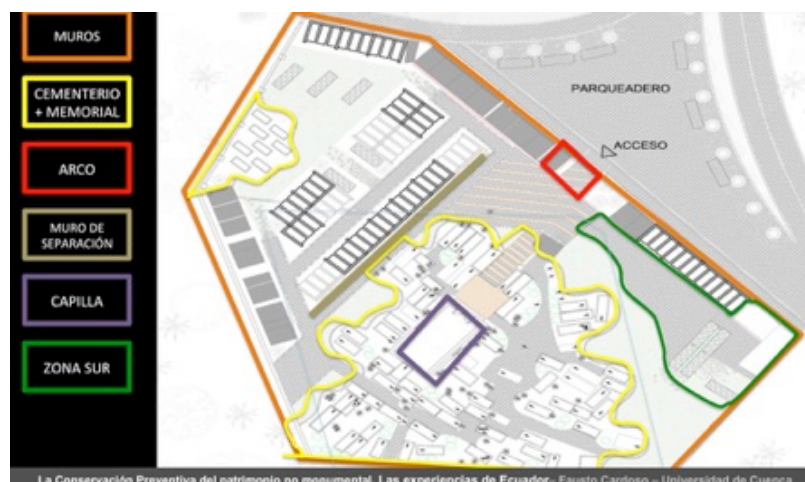 MUROS
CEMENTERIO
+ MEMORIAL
ARCO
MURO DE
SEPARACIÓN
CAPILLA
ZONA SUR
PARQUEADERO
ACCESO
La Conservación Preventiva del patrimonio no monumental. Las experiencias de Ecuador– Fausto Cardoso – Universidad de Cuenca